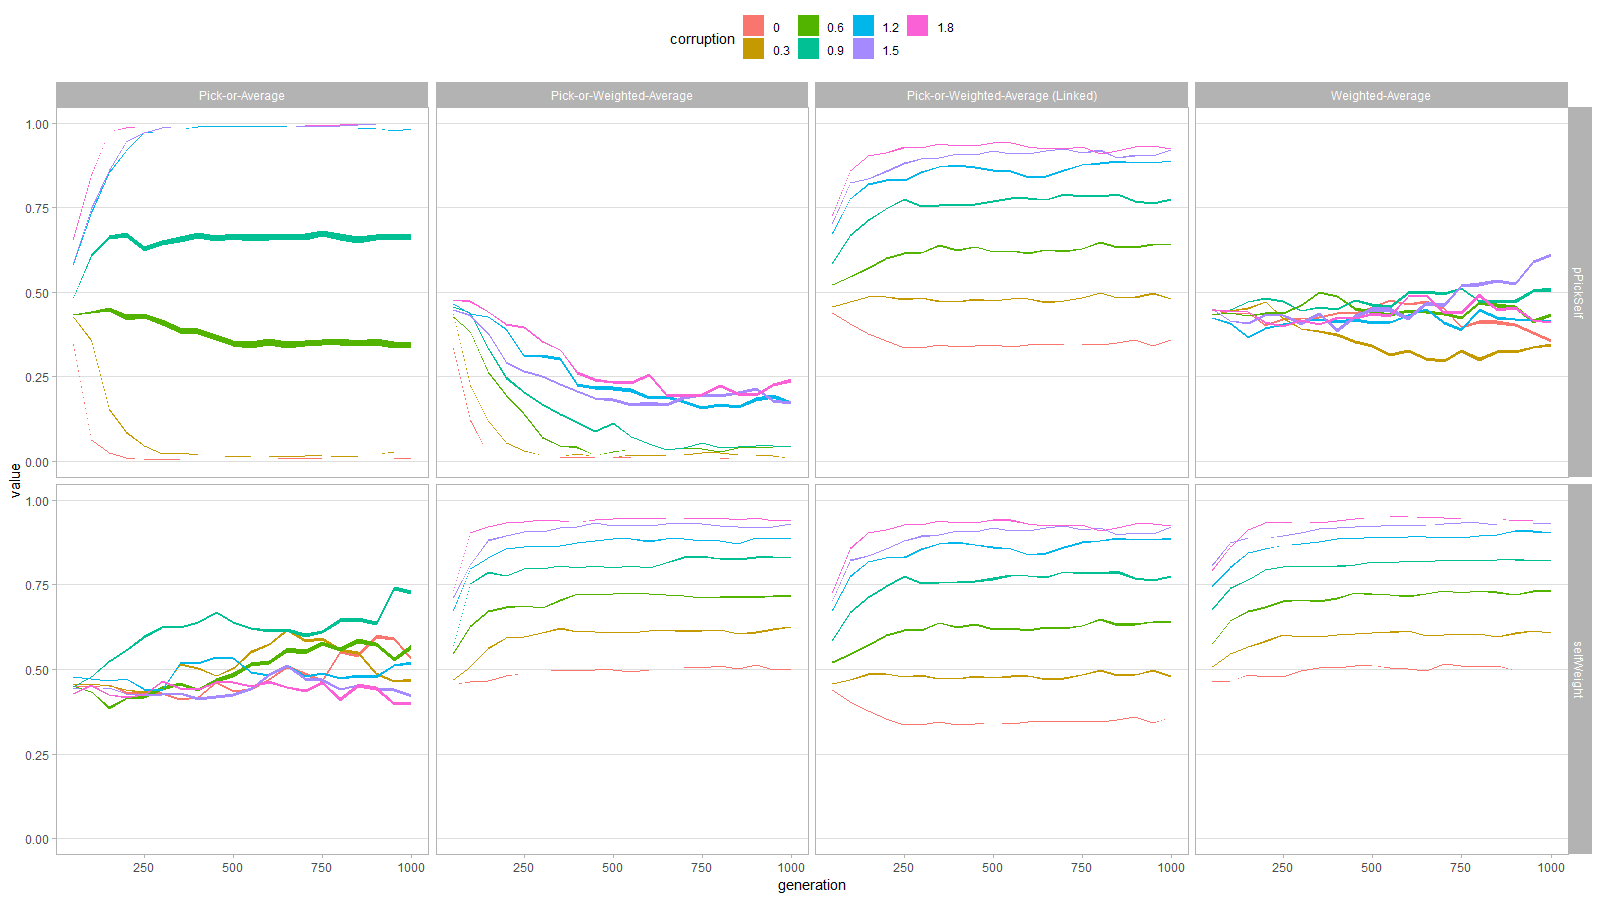 corruption
0 0.6 1.2 1.8
0.3 0.9 1.5
Pick-or-Average Pick-or-Weighted-Average Pick-or-Weighted-Average (Linked) Weighted-Average
1.00
0.75
0.50
0.25
0.00
pPickSelf
value
1.00
0.75
0.50
0.25
0.00
selfWeight
250 500 750 1000 250 500 750 1000 250 500 750 1000 250 500 750 1000
generation